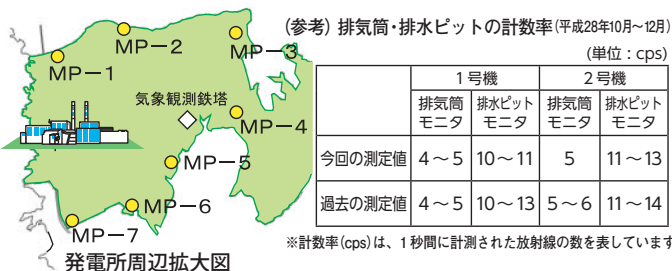 MP-1
MP-2
MP-3
気象観測鉄塔
MP-4
MP-5
MP-6
MP-7
発電所周辺拡大図
(参考) 排気筒・排水ピットの計数率(平成28年10月～12月)
(単位：cps)
1号機 2号機
排気筒モニタ 排水ピットモニタ 排気筒モニタ 排水ピットモニタ
今回の測定値 4～5 10～11 5 11～13
過去の測定値 4～5 10～13 5～6 11～14
※計数率(cps)は、1秒間に計測された放射線の数を表しています